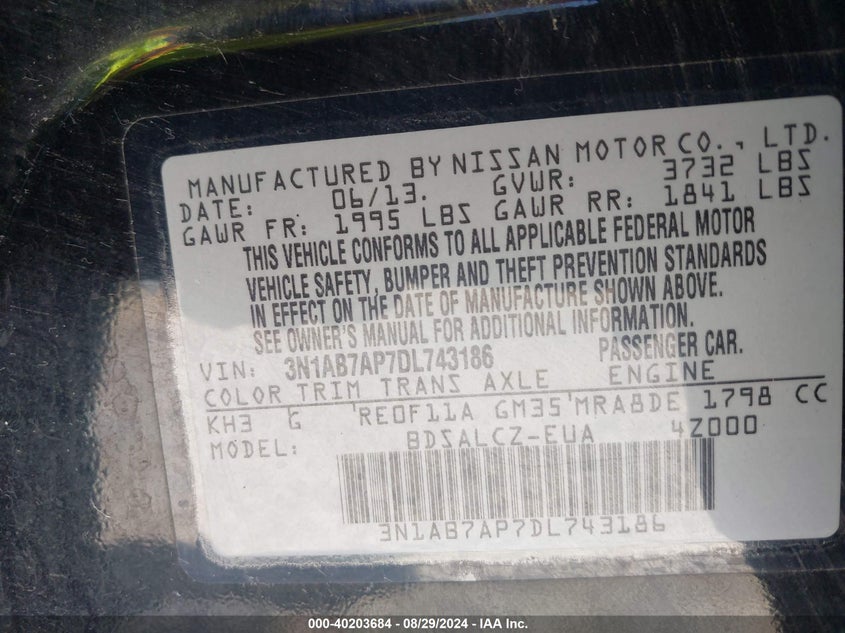 MANUFACTURED BY NISSAN MOTOR CO., LTD.
DATE: 06/13. GVWR: 3732 LBS
GAWR FR: 1995 LBS GAWR RR: 1841 LBS
THIS VEHICLE CONFORMS TO ALL APPLICABLE FEDERAL MOTOR
VEHICLE SAFETY, BUMPER AND THEFT PREVENTION STANDARDS
IN EFFECT ON THE DATE OF MANUFACTURE SHOWN ABOVE.
SEE OWNER'S MANUAL FOR ADDITIONAL INFORMATION.
VIN: 3N1AB7AP7DL743186 PASSENGER CAR.
COLOR TRIM TRANS AXLE ENGINE
KH3 G RE0F11A GM35 MRA8DE 1798 CC
MODEL: BDSALCZ-EUA 4Z000
3N1AB7AP7DL743186
000-40203684 - 08/29/2024 - IAA Inc.